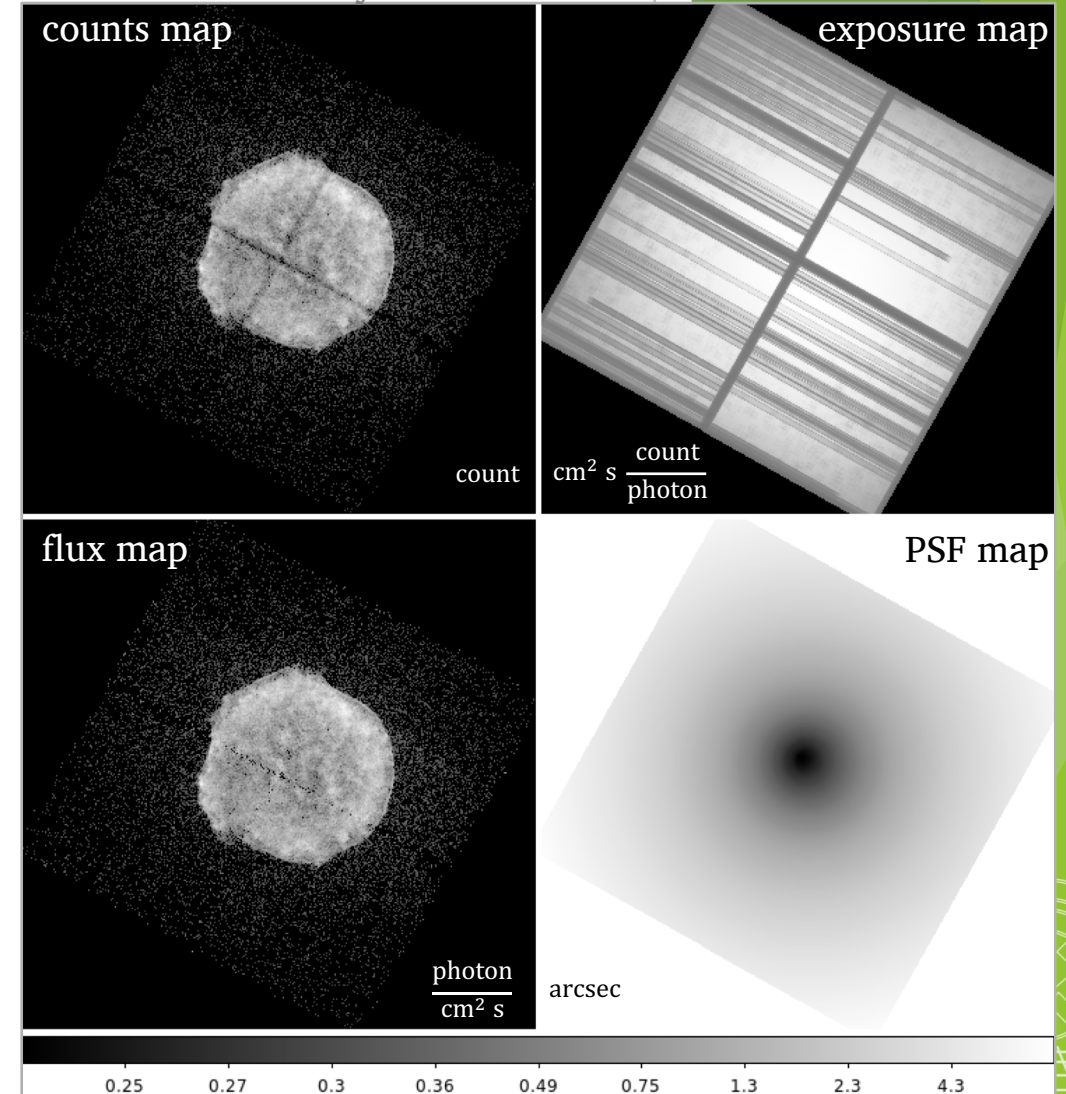 counts map
exposure map
count
cm² s count
photon
flux map
PSF map
photon
cm² s
arcsec
0.25 0.27 0.3 0.36 0.49 0.75 1.3 2.3 4.3